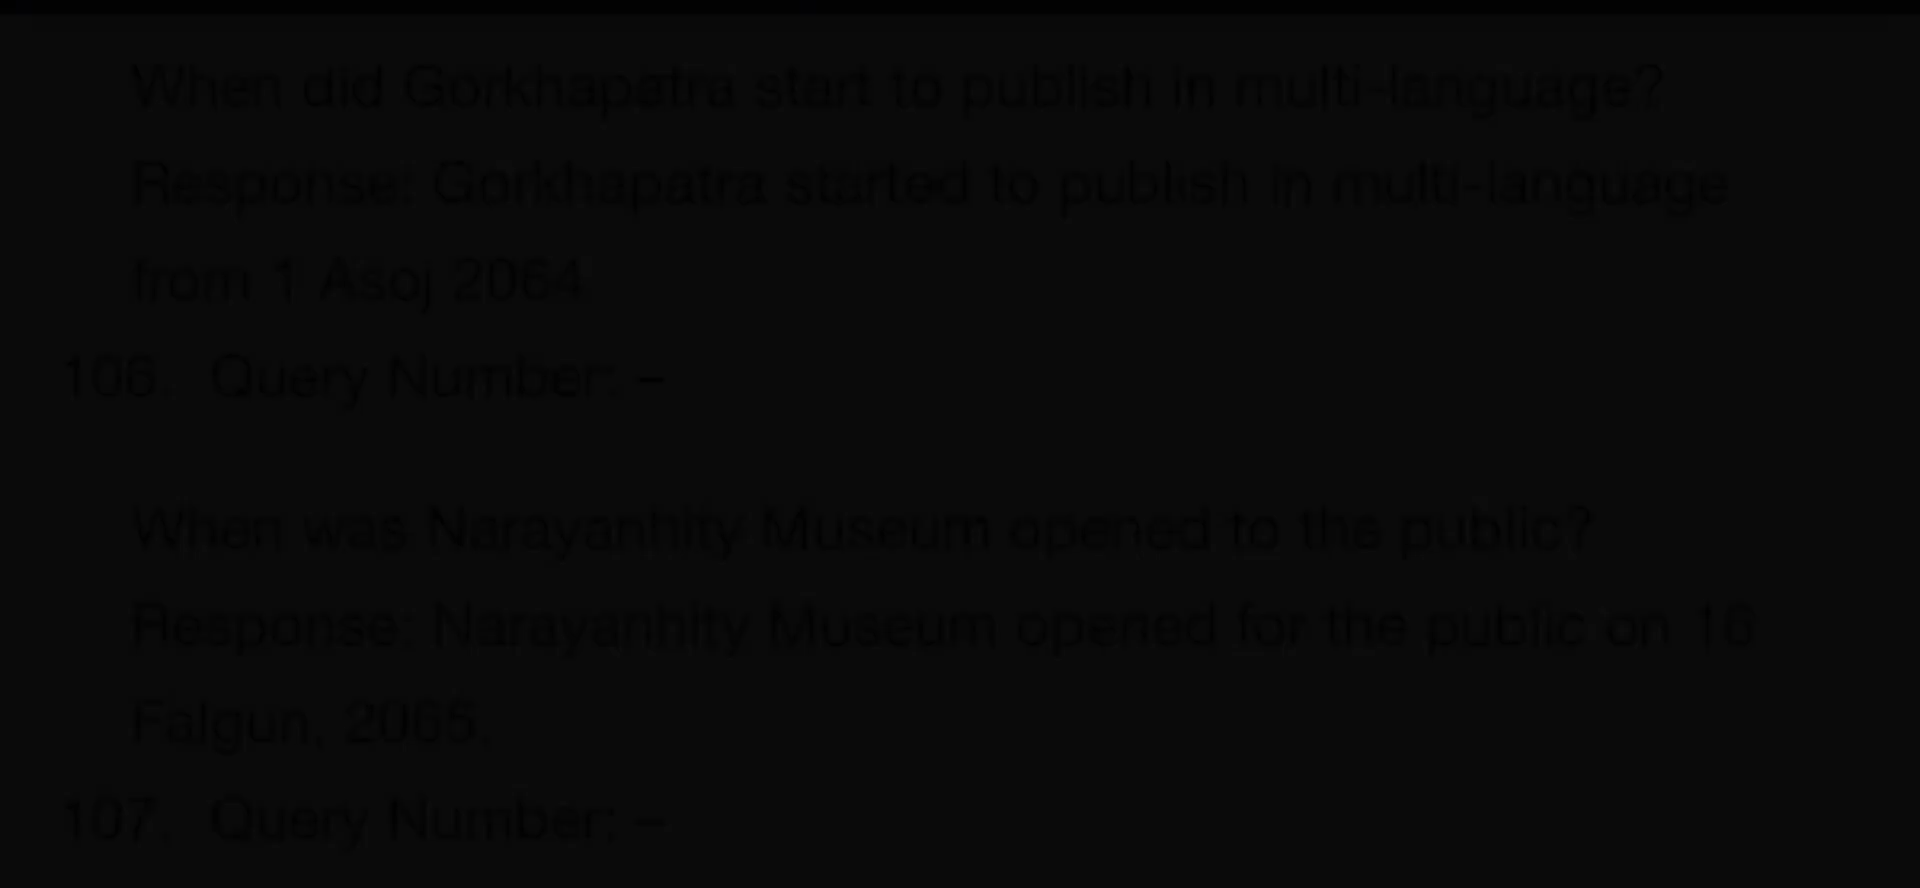 When did Gorkhapatra start to publish in multi-language?
Response: Gorkhapatra started to publish in multi-language
from 1 Asoj 2064
106. Query Number: –
When was Narayanhity Museum opened to the public?
Response: Narayanhity Museum opened for the public on 16
Falgun, 2065.
107. Query Number: –